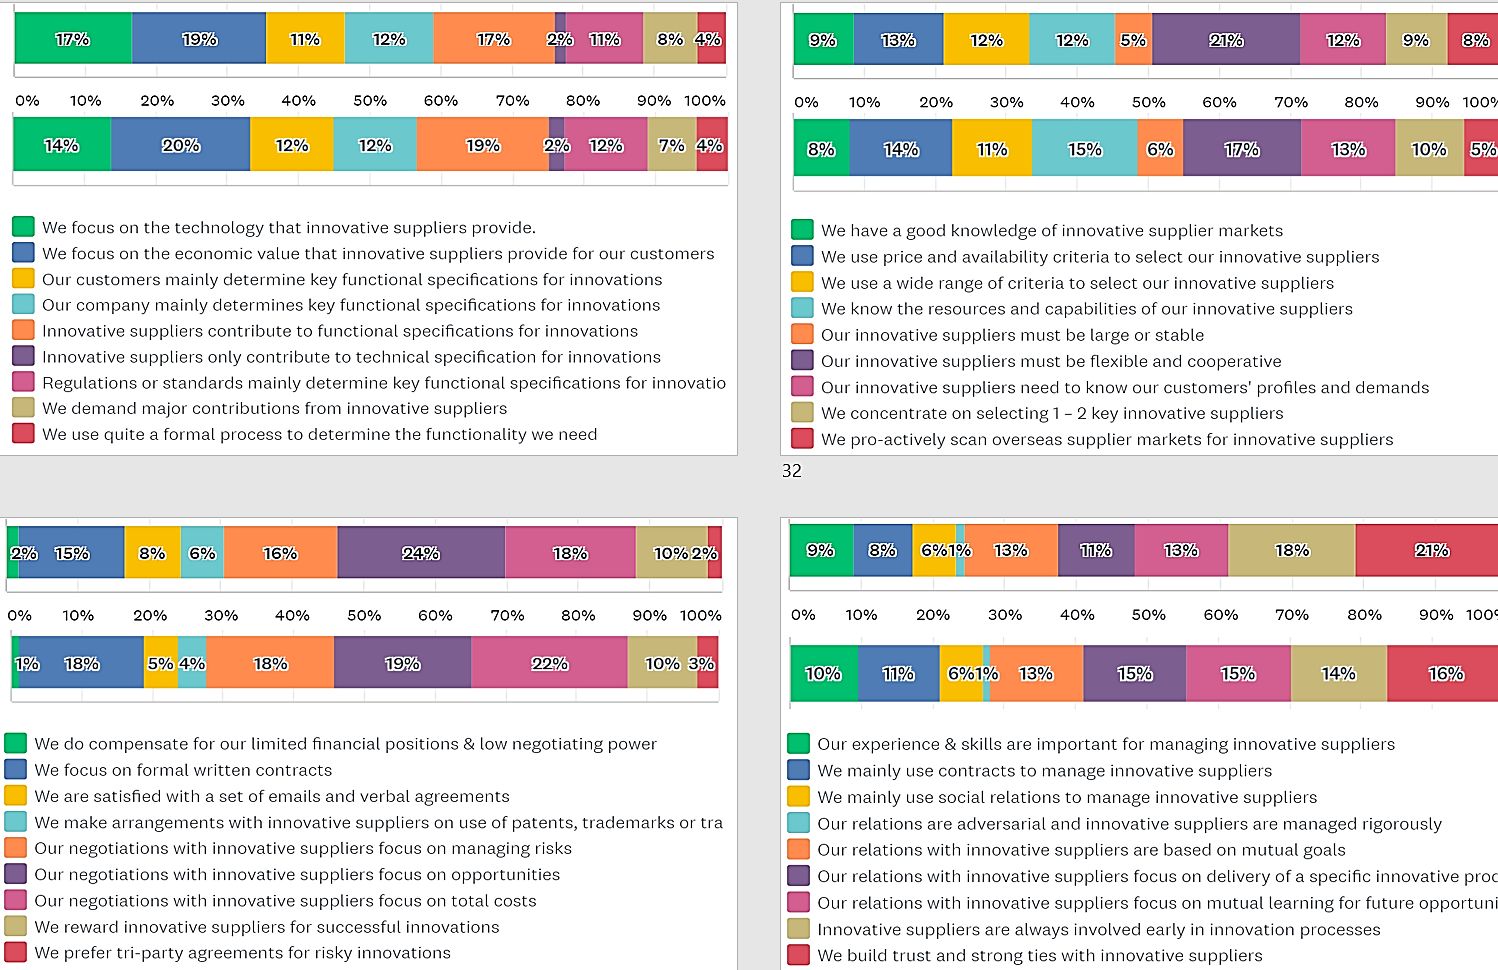 17% 19% 11% 12% 17% 2% 11% 8% 4%
0% 10% 20% 30% 40% 50% 60% 70% 80% 90% 100%
14% 20% 12% 12% 19% 2% 12% 7% 4%
We focus on the technology that innovative suppliers provide.
We focus on the economic value that innovative suppliers provide for our customers
Our customers mainly determine key functional specifications for innovations
Our company mainly determines key functional specifications for innovations
Innovative suppliers contribute to functional specifications for innovations
Innovative suppliers only contribute to technical specification for innovations
Regulations or standards mainly determine key functional specifications for innovatio
We demand major contributions from innovative suppliers
We use quite a formal process to determine the functionality we need
9% 13% 12% 12% 5% 21% 12% 9% 8%
0% 10% 20% 30% 40% 50% 60% 70% 80% 90% 100%
8% 14% 11% 15% 6% 17% 13% 10% 5%
We have a good knowledge of innovative supplier markets
We use price and availability criteria to select our innovative suppliers
We use a wide range of criteria to select our innovative suppliers
We know the resources and capabilities of our innovative suppliers
Our innovative suppliers must be large or stable
Our innovative suppliers must be flexible and cooperative
Our innovative suppliers need to know our customers' profiles and demands
We concentrate on selecting 1 – 2 key innovative suppliers
We pro-actively scan overseas supplier markets for innovative suppliers
32
2% 15% 8% 6% 16% 24% 18% 10% 2%
0% 10% 20% 30% 40% 50% 60% 70% 80% 90% 100%
1% 18% 5% 4% 18% 19% 22% 10% 3%
We do compensate for our limited financial positions & low negotiating power
We focus on formal written contracts
We are satisfied with a set of emails and verbal agreements
We make arrangements with innovative suppliers on use of patents, trademarks or tra
Our negotiations with innovative suppliers focus on managing risks
Our negotiations with innovative suppliers focus on opportunities
Our negotiations with innovative suppliers focus on total costs
We reward innovative suppliers for successful innovations
We prefer tri-party agreements for risky innovations
9% 8% 6% 1% 13% 11% 13% 18% 21%
0% 10% 20% 30% 40% 50% 60% 70% 80% 90% 100
10% 11% 6% 1% 13% 15% 15% 14% 16%
Our experience & skills are important for managing innovative suppliers
We mainly use contracts to manage innovative suppliers
We mainly use social relations to manage innovative suppliers
Our relations are adversarial and innovative suppliers are managed rigorously
Our relations with innovative suppliers are based on mutual goals
Our relations with innovative suppliers focus on delivery of a specific innovative proc
Our relations with innovative suppliers focus on mutual learning for future opportuni
Innovative suppliers are always involved early in innovation processes
We build trust and strong ties with innovative suppliers